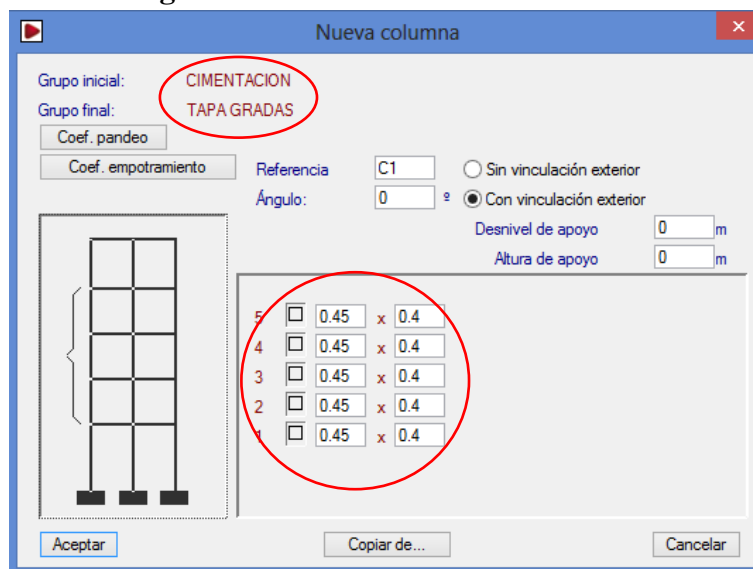 Nueva columna
Grupo inicial: CIMENTACION
Grupo final: TAPA GRADAS
Coef. pandeo
Coef. empotramiento
Referencia C1
Sin vinculación exterior
Ángulo: 0 º
Con vinculación exterior
Desnivel de apoyo 0 m
Altura de apoyo 0 m
5 0.45 x 0.4
4 0.45 x 0.4
3 0.45 x 0.4
2 0.45 x 0.4
1 0.45 x 0.4
Aceptar
Copiar de...
Cancelar